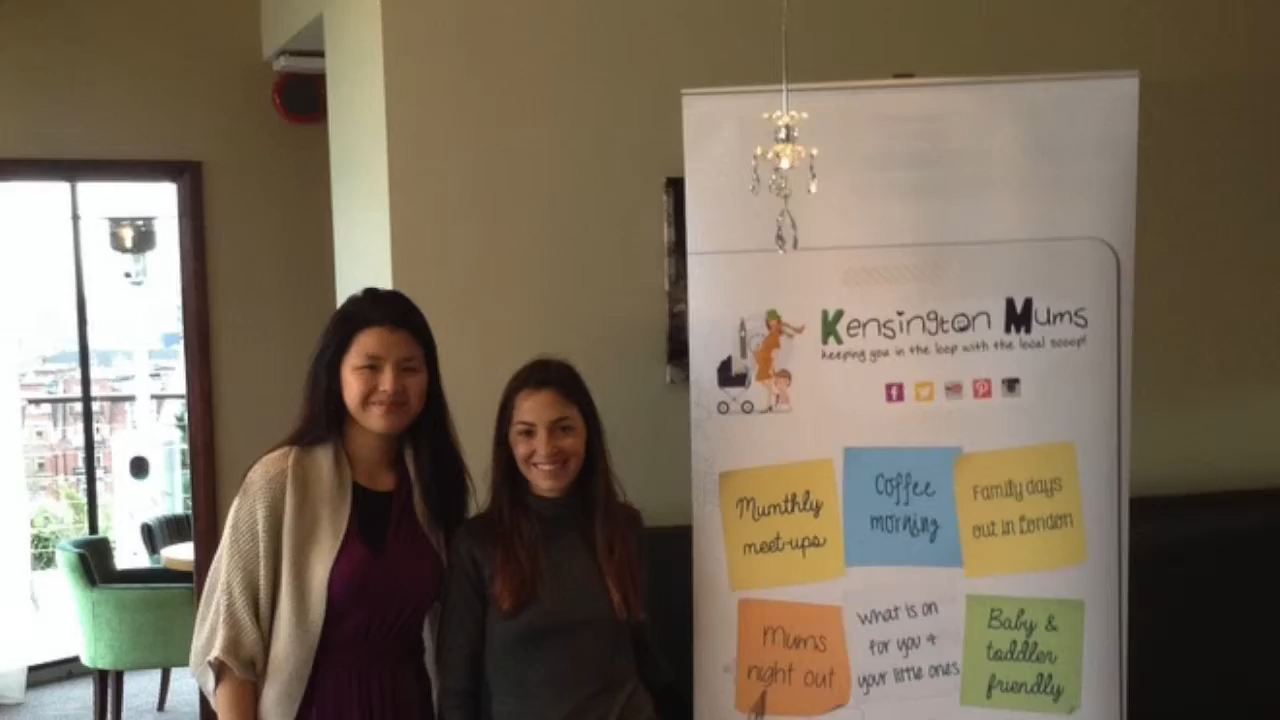 Kensington Mums
keeping you in the loop with the local scoop!
Mumthly
meet-ups
Coffee
morning
Family days
out in London
Mums
night out
What is on
for you &
your little ones
Baby &
toddler
friendly